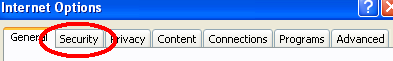 Internet Options ?
General Security Privacy Content Connections Programs Advanced